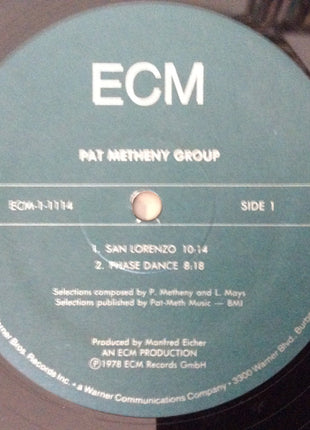 ECM
PAT METHENY GROUP
ECM-1-1114
SIDE 1
1. SAN LORENZO 10:14
2. PHASE DANCE 8:18
Selections composed by P. Metheny and L. Mays
Selections published by Pat-Meth Music — BMI
Produced by Manfred Eicher
AN ECM PRODUCTION
Ⓟ1978 ECM Records GmbH
Bros. Records Inc. • a Warner Communications Company • 3300 Warner Blvd.